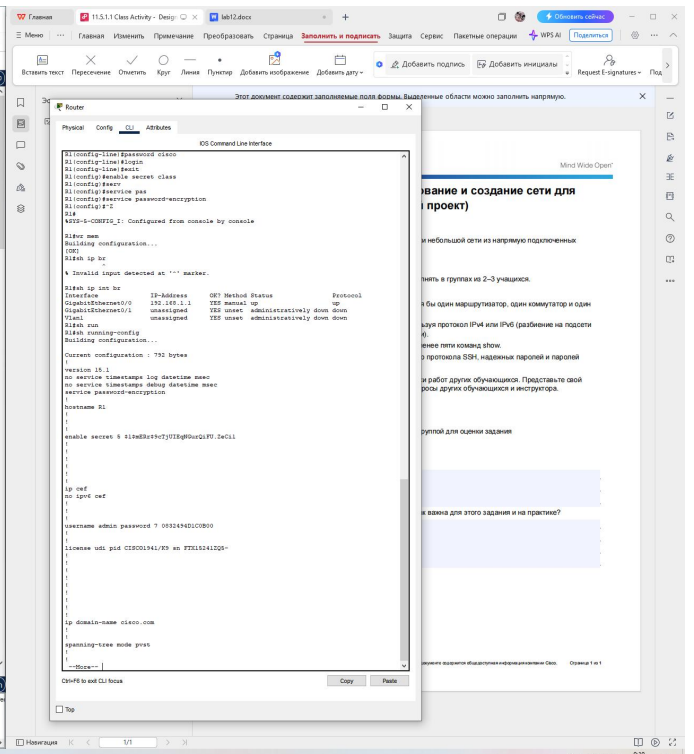 Главная
11.5.1.1 Class Activity - Design
lab12.docx
Обновить сейчас
Меню
Главная Изменить Примечание Преобразовать Страница Заполнить и подписать Защита Сервис Пакетные операции WPS AI Поделиться
Вставить текст Пересечение Отметить Круг Линия Пунктир Добавить изображение Добавить дату Добавить подпись Добавить инициалы Request E-signatures Под
Этот документ содержит заполняемые поля формы. Выделенные области можно заполнить напрямую.
Router
Physical Config CLI Attributes
IOS Command Line Interface
R1(config-line)#password cisco
R1(config-line)#login
R1(config-line)#exit
R1(config)#enable secret class
R1(config)#serv
R1(config)#service pas
R1(config)#service password-encryption
R1(config)#^Z
R1#
%SYS-5-CONFIG_I: Configured from console by console
R1#wr mem
Building configuration...
[OK]
R1#sh ip br
^
% Invalid input detected at '^' marker.
R1#sh ip int br
Interface IP-Address OK? Method Status Protocol
GigabitEthernet0/0 192.168.1.1 YES manual up up
GigabitEthernet0/1 unassigned YES unset administratively down down
Vlan1 unassigned YES unset administratively down down
R1#sh run
R1#sh running-config
Building configuration...
Current configuration : 792 bytes
!
version 15.1
no service timestamps log datetime msec
no service timestamps debug datetime msec
service password-encryption
!
hostname R1
!
!
!
enable secret 5 $1$mERr$9cTjUIEqNGurQiFU.ZeCi1
!
!
!
!
!
!
ip cef
no ipv6 cef
!
!
!
username admin password 7 0832494D1C0B00
!
!
license udi pid CISCO1941/K9 sn FTX15241ZQ5-
!
!
!
!
!
!
!
!
!
ip domain-name cisco.com
!
!
spanning-tree mode pvst
!
!
--More--
Ctrl+F6 to exit CLI focus
Copy Paste
Top
Mind Wide Open
ование и создание сети для
проект)
и небольшой сети из напрямую подключенных
лнять в группах из 2–3 учащихся.
я бы один маршрутизатор, один коммутатор и один
ьзуя протокол IPv4 или IPv6 (разбиение на подсети
енее пяти команд show.
о протокола SSH, надежных паролей и паролей
и работ других обучающихся. Представьте свой
росы других обучающихся и инструктора.
руппой для оценки задания
к важна для этого задания и на практике?
документе содержится общедоступная информация компании Cisco. Страница 1 из 1
Навигация 1/1